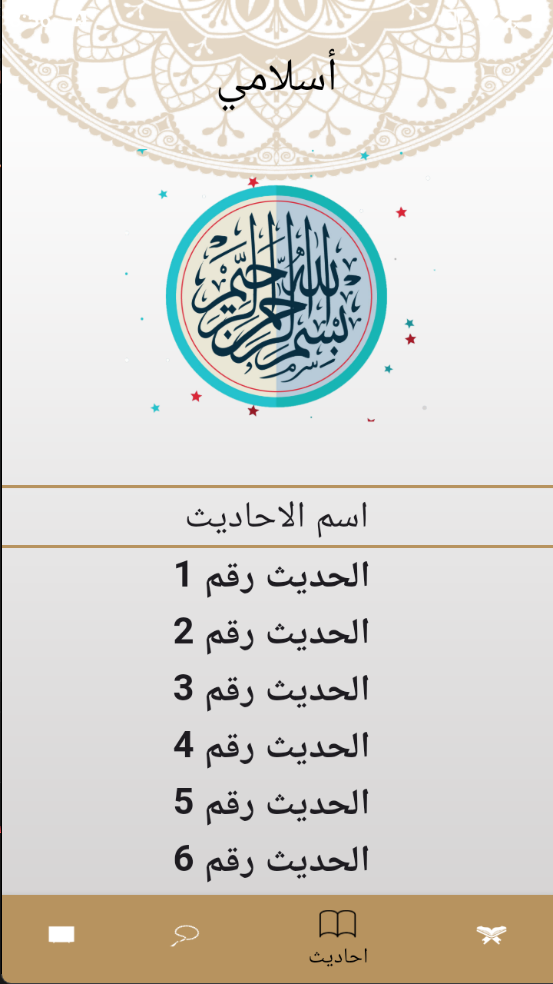 أسلامي
بسم الله الرحمن الرحيم
اسم الاحاديث
الحديث رقم 1
الحديث رقم 2
الحديث رقم 3
الحديث رقم 4
الحديث رقم 5
الحديث رقم 6
احاديث